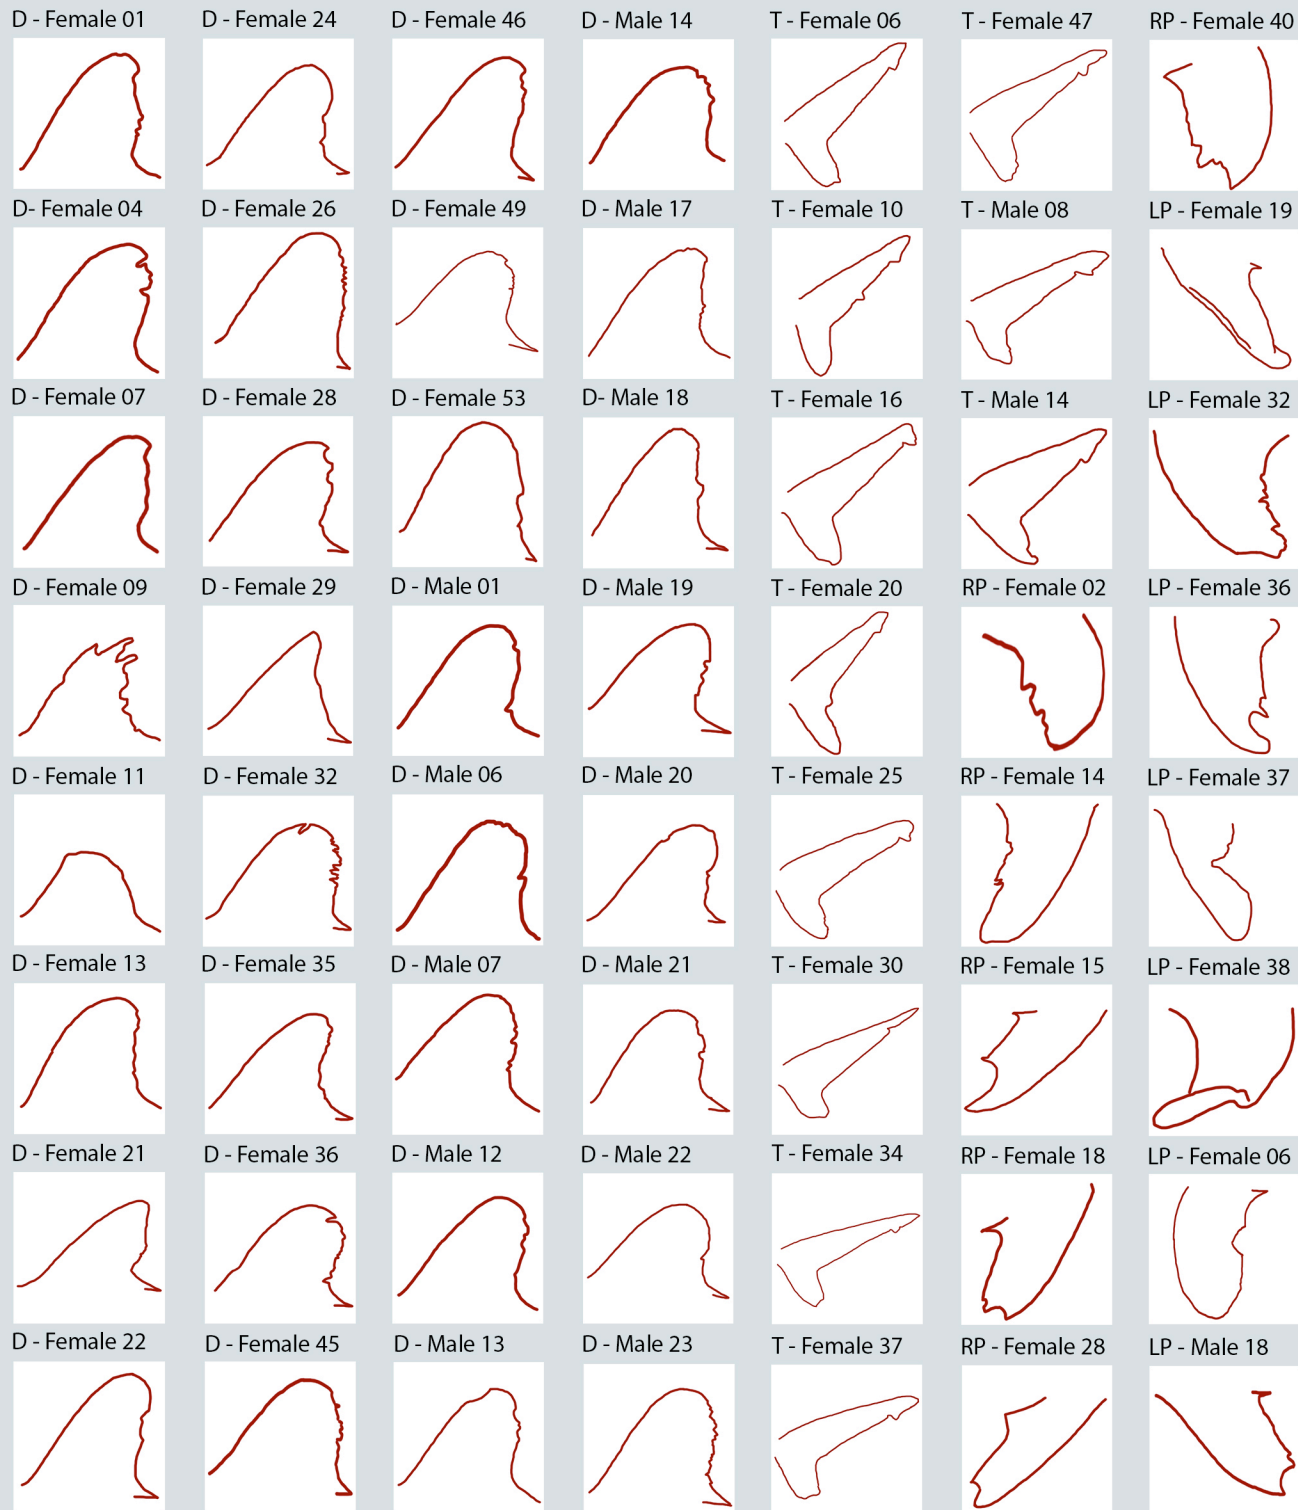 D - Female 01 D - Female 24 D - Female 46 D - Male 14 T - Female 06 T - Female 47 RP - Female 40
D- Female 04 D - Female 26 D - Female 49 D - Male 17 T - Female 10 T - Male 08 LP - Female 19
D - Female 07 D - Female 28 D - Female 53 D- Male 18 T - Female 16 T - Male 14 LP - Female 32
D - Female 09 D - Female 29 D - Male 01 D - Male 19 T - Female 20 RP - Female 02 LP - Female 36
D - Female 11 D - Female 32 D - Male 06 D - Male 20 T - Female 25 RP - Female 14 LP - Female 37
D - Female 13 D - Female 35 D - Male 07 D - Male 21 T - Female 30 RP - Female 15 LP - Female 38
D - Female 21 D - Female 36 D - Male 12 D - Male 22 T - Female 34 RP - Female 18 LP - Female 06
D - Female 22 D - Female 45 D - Male 13 D - Male 23 T - Female 37 RP - Female 28 LP - Male 18